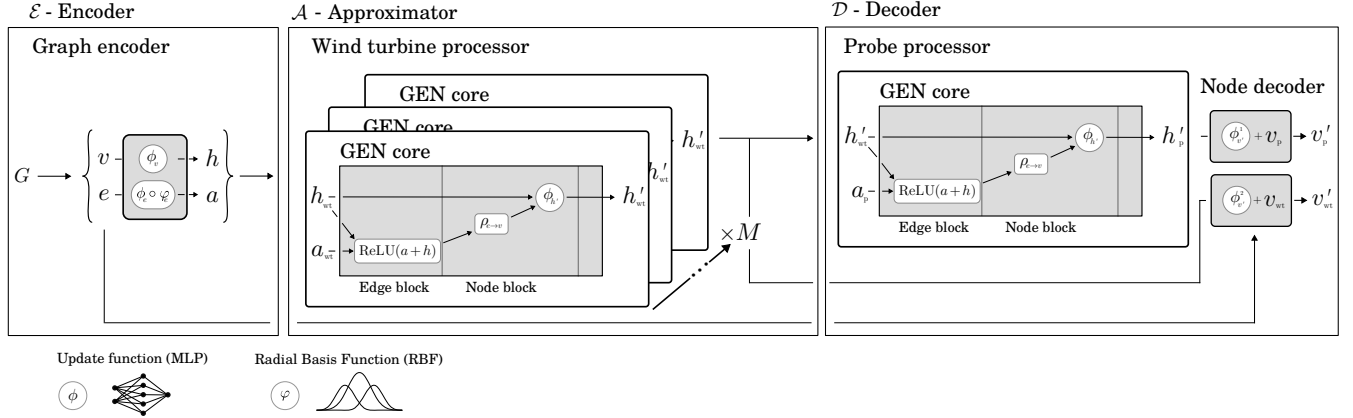 ℰ - Encoder
Graph encoder
G
v
ϕ_v
h
e
ϕ_e ∘ φ_e
a
𝒜 - Approximator
Wind turbine processor
GEN core
h'_wt
GEN core
h'_wt
GEN core
h_wt
ϕ_h'
h'_wt
ρ_e→v
a_wt
ReLU(a+h)
Edge block
Node block
×M
𝒟 - Decoder
Probe processor
GEN core
h'_wt
ϕ_h'
h'_p
ρ_e→v
a_p
ReLU(a+h)
Edge block
Node block
Node decoder
ϕ^1_v' + v_p
v'_p
ϕ^2_v' + v_wt
v'_wt
Update function (MLP)
ϕ
Radial Basis Function (RBF)
φ